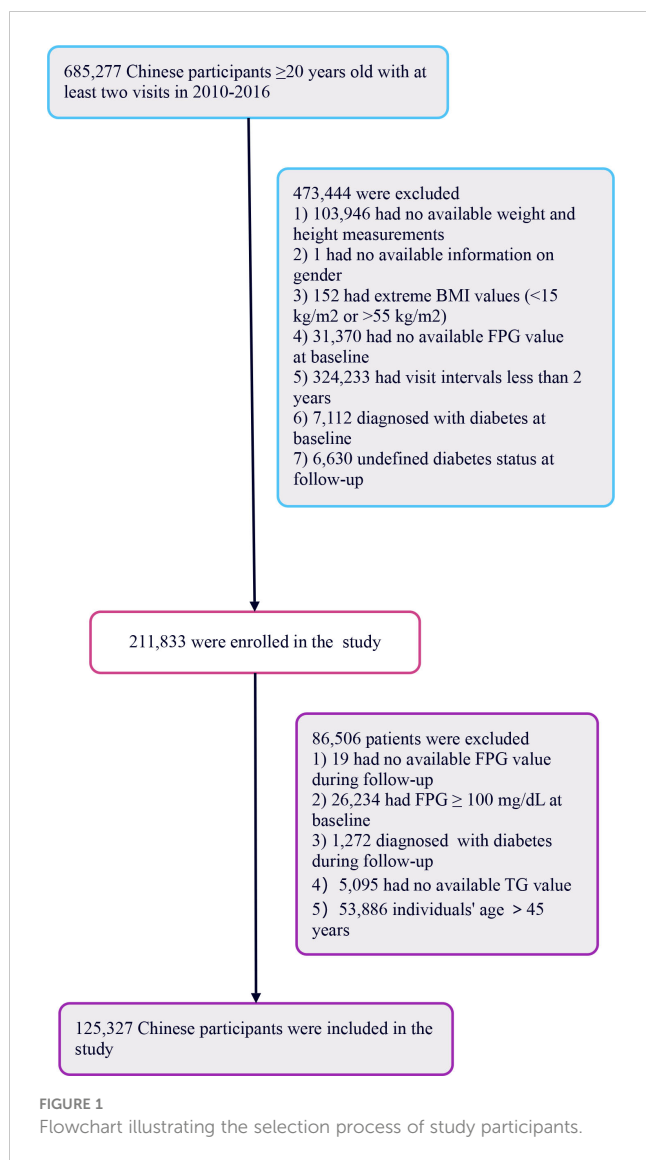 685,277 Chinese participants ≥20 years old with at
least two visits in 2010-2016
473,444 were excluded
1) 103,946 had no available weight and
height measurements
2) 1 had no available information on
gender
3) 152 had extreme BMI values (<15
kg/m2 or >55 kg/m2)
4) 31,370 had no available FPG value
at baseline
5) 324,233 had visit intervals less than 2
years
6) 7,112 diagnosed with diabetes at
baseline
7) 6,630 undefined diabetes status at
follow-up
211,833 were enrolled in the study
86,506 patients were excluded
1) 19 had no available FPG value
during follow-up
2) 26,234 had FPG ≥ 100 mg/dL at
baseline
3) 1,272 diagnosed with diabetes
during follow-up
4) 5,095 had no available TG value
5) 53,886 individuals' age > 45
years
125,327 Chinese participants were included in the
study
FIGURE 1
Flowchart illustrating the selection process of study participants.